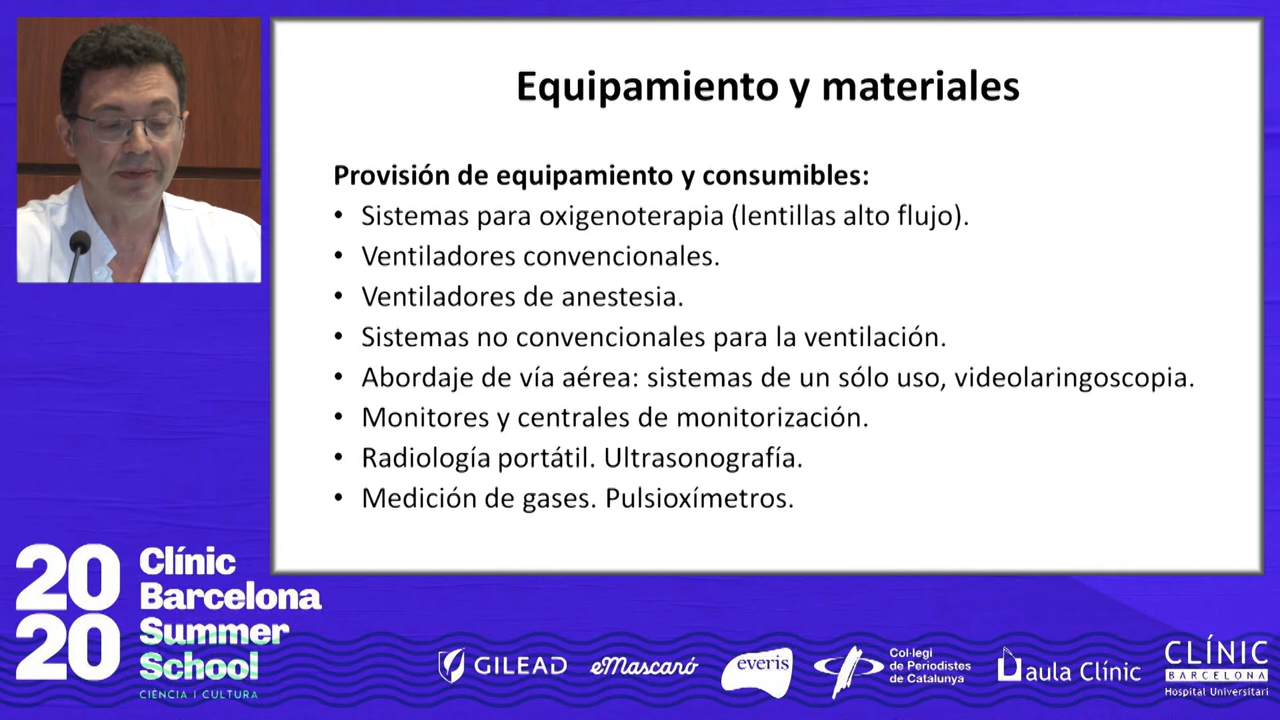 Equipamiento y materiales
Provisión de equipamiento y consumibles:
• Sistemas para oxigenoterapia (lentillas alto flujo).
• Ventiladores convencionales.
• Ventiladores de anestesia.
• Sistemas no convencionales para la ventilación.
• Abordaje de vía aérea: sistemas de un sólo uso, videolaringoscopia.
• Monitores y centrales de monitorización.
• Radiología portátil. Ultrasonografía.
• Medición de gases. Pulsioxímetros.
20
20
Clínic
Barcelona
Summer
School
CIÈNCIA I CULTURA
GILEAD
eMascaró
everis
Col·legi
de Periodistes
de Catalunya
aula Clínic
CLÍNIC
BARCELONA
Hospital Universitari